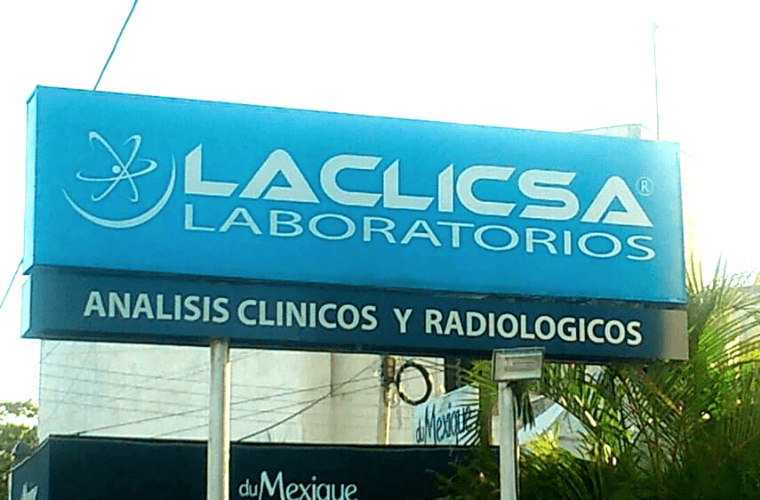 LACLICSA®
LABORATORIOS
ANALISIS CLINICOS Y RADIOLOGICOS
du Mexique
du Mexique